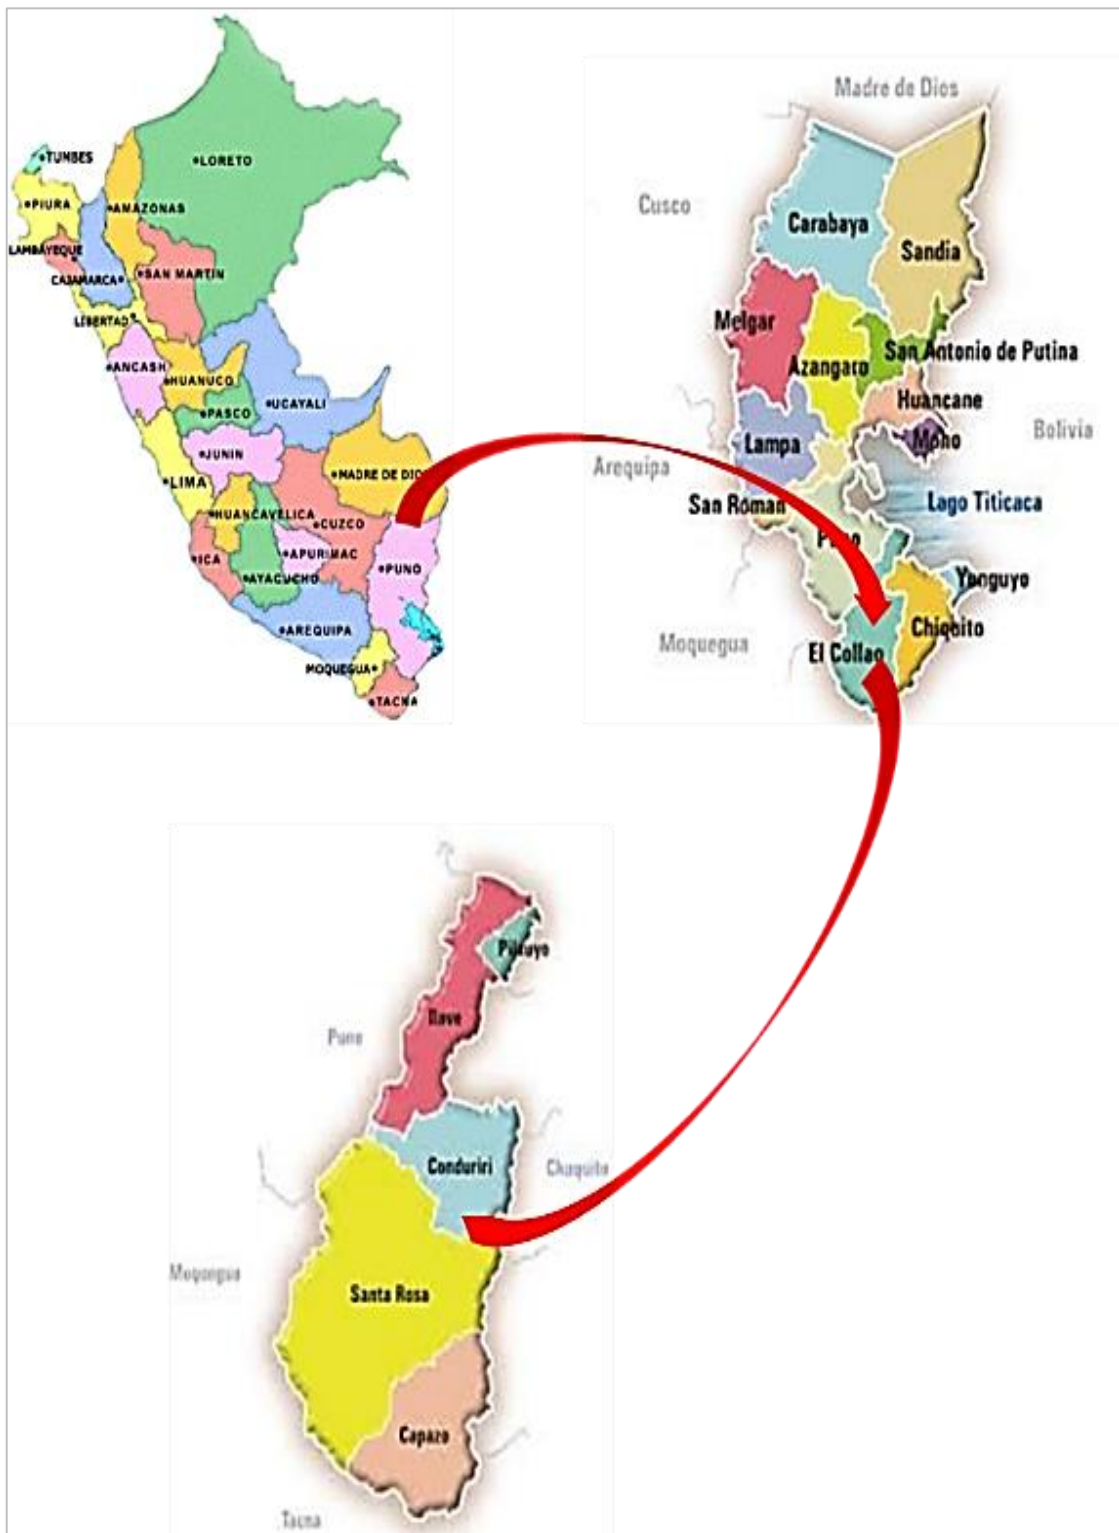 TUMBES
LORETO
PIURA
AMAZONAS
LAMBAYEQUE
CAJAMARCA
SAN MARTIN
LIBERTAD
ANCASH
HUANUCO
UCAYALI
PASCO
JUNIN
MADRE DE DIO
LIMA
HUANCAVELICA
CUZCO
ICA
APURIMAC
PUNO
AYACUCHO
AREQUIPA
MOQUEGUA
TACNA
Madre de Dios
Cusco
Carabaya
Sandia
Melgar
San Antonio de Putina
Azangaro
Huancane
Moho
Bolivia
Lampa
Arequipa
San Roman
Lago Titicaca
Puno
Yunguyo
Chiquito
Moquegua
El Collao
Pilcuyo
Ilave
Puno
Conduriri
Chuquito
Moquegua
Santa Rosa
Capazo
Tacna